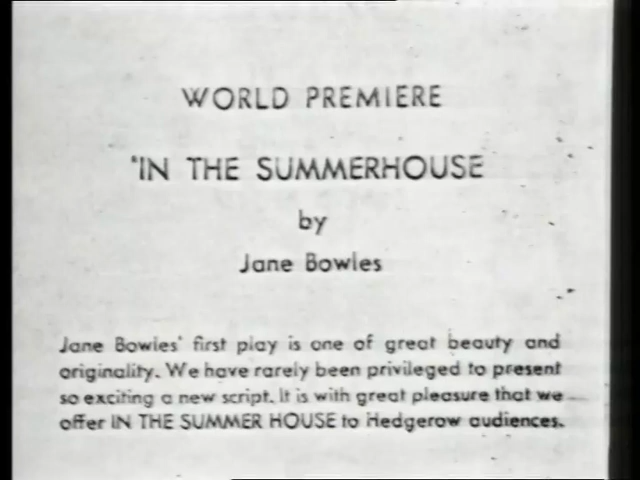 WORLD PREMIERE
'IN THE SUMMERHOUSE
by
Jane Bowles
Jane Bowles' first play is one of great beauty and
originality. We have rarely been privileged to present
so exciting a new script. It is with great pleasure that we
offer IN THE SUMMER HOUSE to Hedgerow audiences.